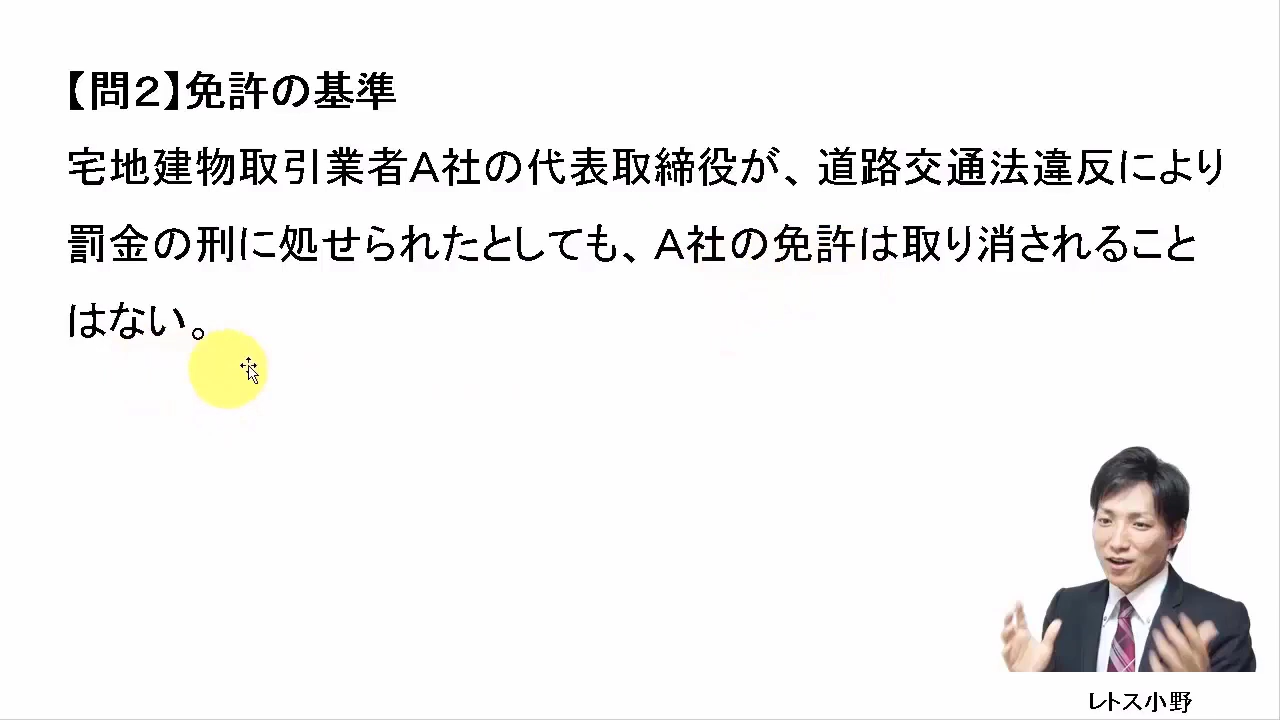 【問２】免許の基準
宅地建物取引業者Ａ社の代表取締役が、道路交通法違反により
罰金の刑に処せられたとしても、Ａ社の免許は取り消されること
はない。
レトス小野